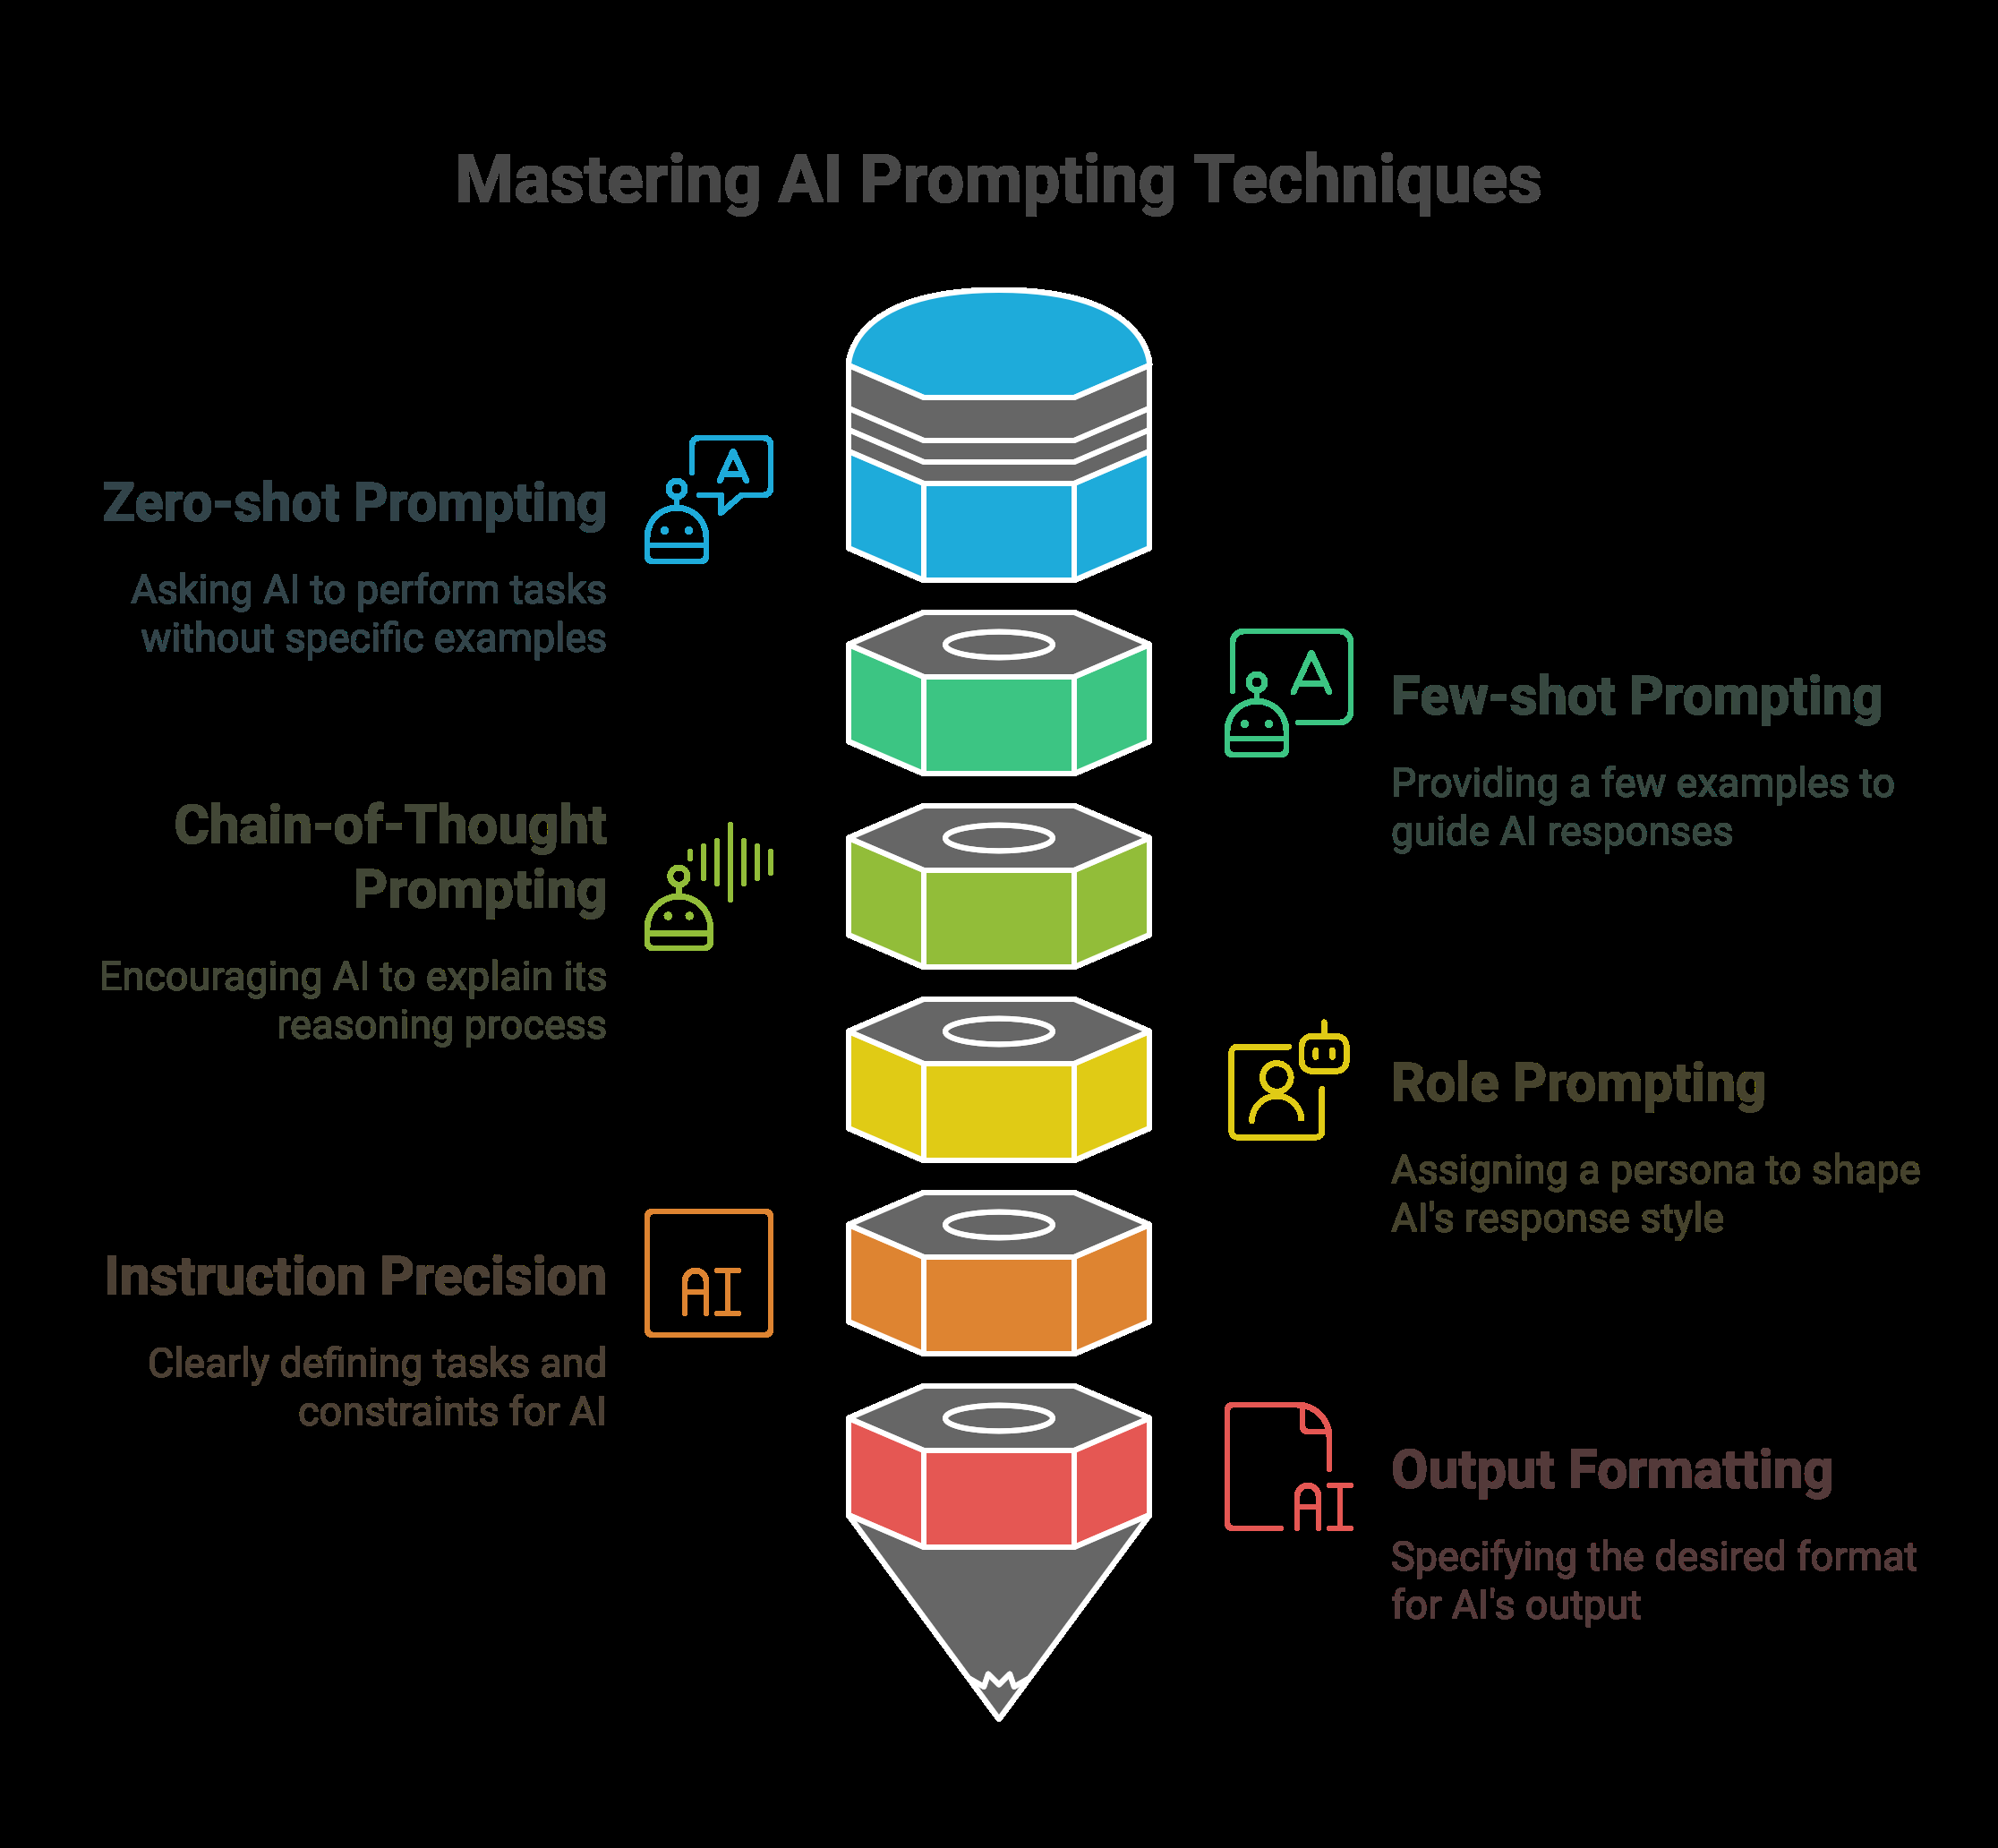 Mastering AI Prompting Techniques
A
Zero-shot Prompting
Asking AI to perform tasks
without specific examples
A
Few-shot Prompting
Providing a few examples to
guide AI responses
Chain-of-Thought
Prompting
Encouraging AI to explain its
reasoning process
Role Prompting
Assigning a persona to shape
AI's response style
AI
Instruction Precision
Clearly defining tasks and
constraints for AI
AI
Output Formatting
Specifying the desired format
for AI's output